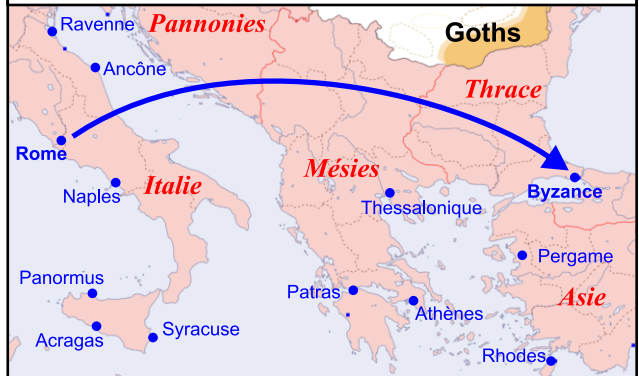 Ravenne
Pannonies
Goths
Ancône
Thrace
Rome
Mésies
Italie
Naples
Thessalonique
Byzance
Pergame
Panormus
Patras
Asie
Athènes
Acragas
Syracuse
Rhodes